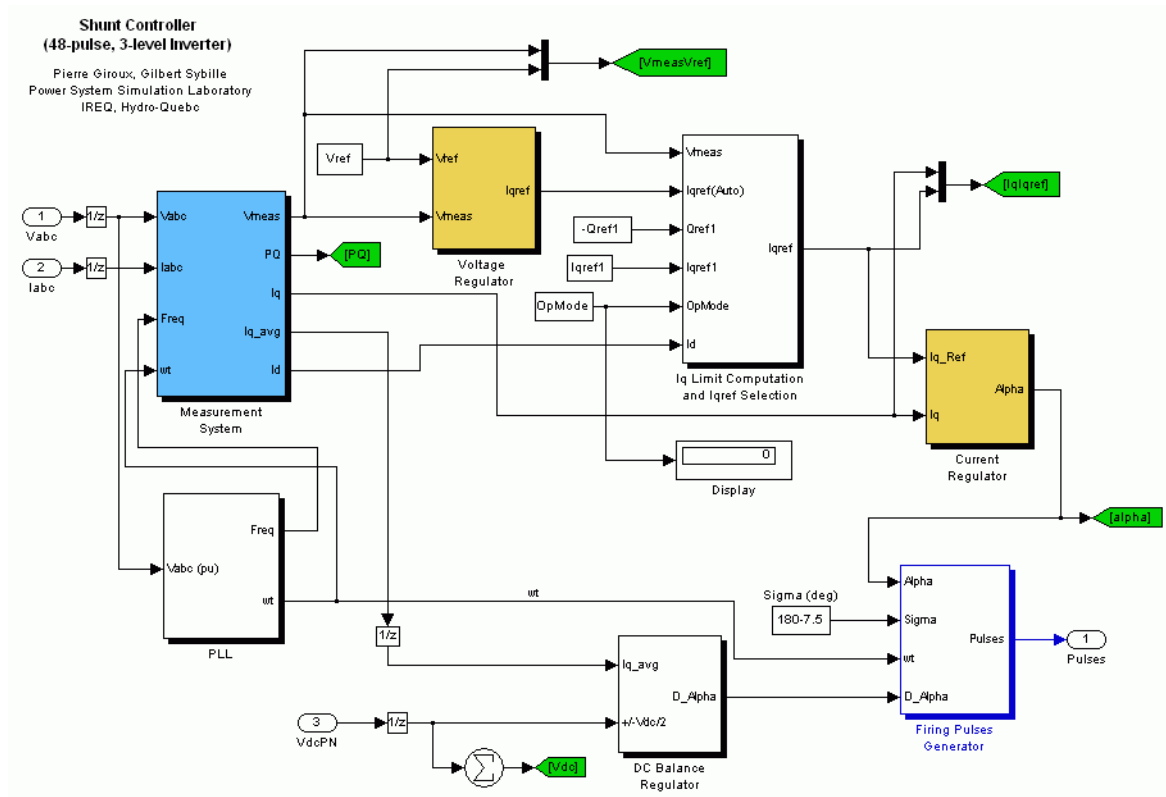 Shunt Controller
(48-pulse, 3-level Inverter)
Pierre Giroux, Gilbert Sybille
Power System Simulation Laboratory
IREQ, Hydro-Quebc
[VmeasVref]
Vref
Vref
Vmeas
Iqref
Voltage
Regulator
Vmeas
Iqref(Auto)
Qref1
Iqref1
OpMode
Id
Iqref
Iq Limit Computation
and Iqref Selection
-Qref1
Iqref1
OpMode
[IqIqref]
1
Vabc
1/z
2
Iabc
1/z
Vabc
Iabc
Freq
wt
Vmeas
PQ
Iq
Iq_avg
Id
Measurement
System
[PQ]
Iq_Ref
Iq
Alpha
Current
Regulator
0
Display
[alpha]
Vabc (pu)
Freq
wt
PLL
wt
1/z
Sigma (deg)
180-7.5
Alpha
Sigma
wt
D_Alpha
Pulses
Firing Pulses
Generator
1
Pulses
Iq_avg
+/-Vdc/2
D_Alpha
DC Balance
Regulator
3
VdcPN
1/z
∑
[Vdc]